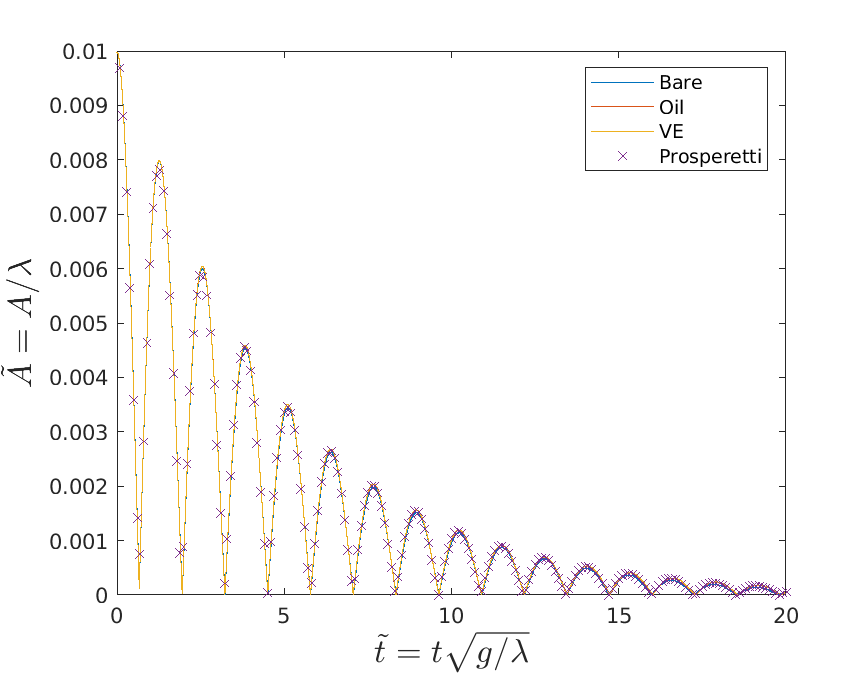 0.01
0.009
0.008
0.007
0.006
0.005
0.004
0.003
0.002
0.001
0
Ã = A/λ
Bare
Oil
VE
Prosperetti
0 5 10 15 20
t̃ = t√g/λ